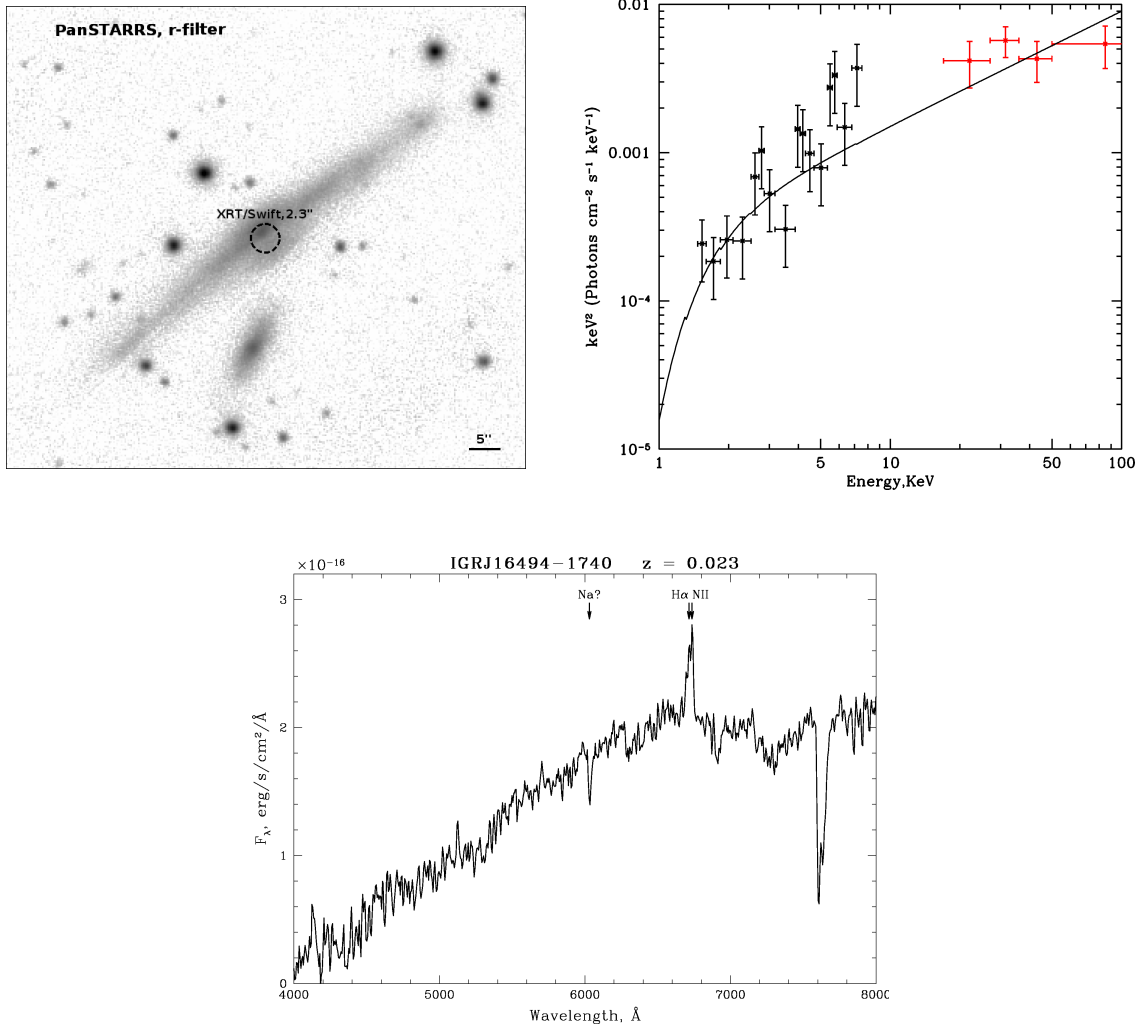 PanSTARRS, r-filter
XRT/Swift,2.3"
5"
0.01
0.001
10⁻⁴
10⁻⁵
keV² (Photons cm⁻² s⁻¹ keV⁻¹)
1 5 10 50 100
Energy,KeV
×10⁻¹⁶ IGRJ16494−1740 z = 0.023
Na? Hα NII
3
2
1
0
F_λ, erg/s/cm²/Å
4000 5000 6000 7000 8000
Wavelength, Å